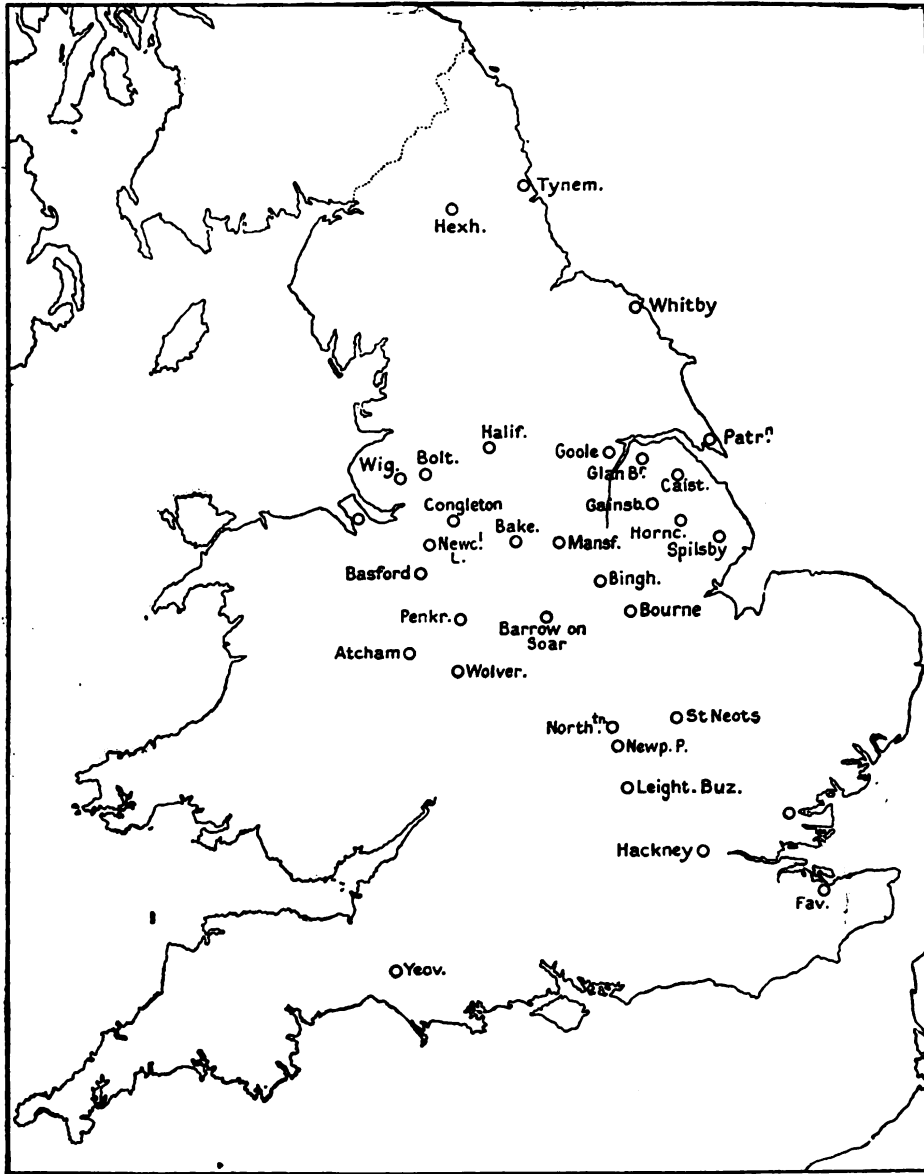 Tynem.
Hexh.
Whitby
Patrⁿ.
Halif.
Goole
Wig.
Bolt.
Glan Bʳ.
Caist.
Gainsb.
Congleton
Hornc.
Bake.
Newc.ˡ
L.
Mansf.
Spilsby
Basford
Bingh.
Penkr.
Bourne
Barrow on
Soar
Atcham
Wolver.
North.ᵗⁿ
St Neots
Newp. P.
Leight. Buz.
Hackney
Fav.
Yeov.